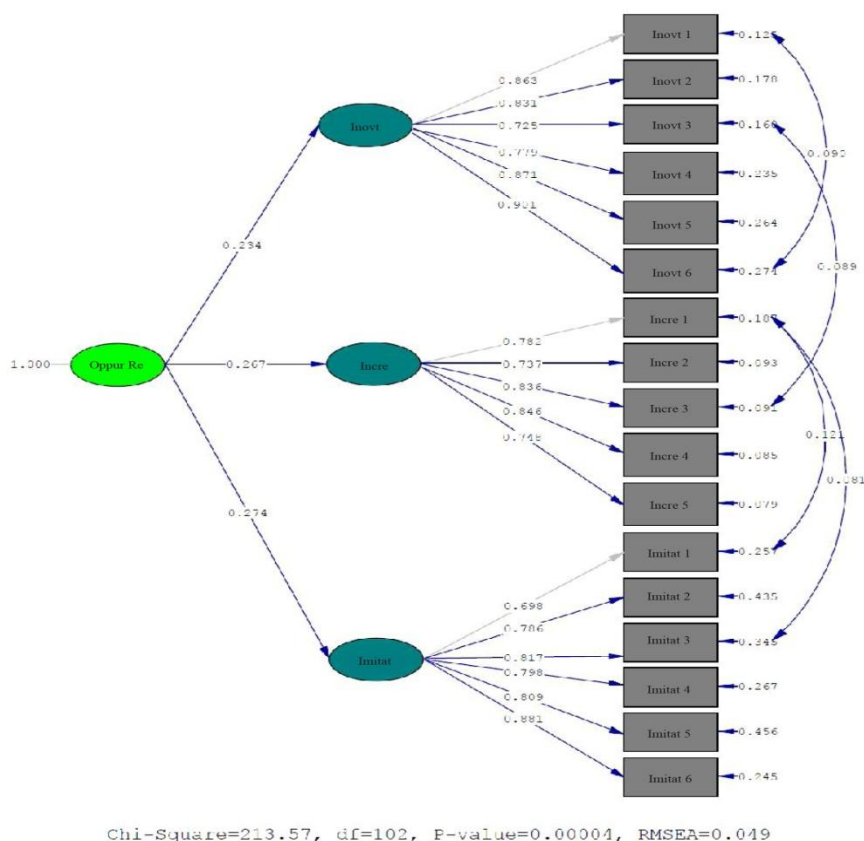 Inovt 1
0.125
0.863
Inovt 2
0.178
0.831
Inovt
Inovt 3
0.160
0.725
0.090
0.779
Inovt 4
0.235
0.871
Inovt 5
0.264
0.901
0.234
Inovt 6
0.274
0.089
Incre 1
0.187
0.782
1.000
Oppur Re
0.267
Incre
0.737
Incre 2
0.093
0.836
Incre 3
0.091
0.846
0.121
0.748
Incre 4
0.085
0.081
Incre 5
0.079
0.274
Imitat 1
0.257
0.698
Imitat 2
0.435
0.786
Imitat
0.817
Imitat 3
0.345
0.798
Imitat 4
0.267
0.809
0.881
Imitat 5
0.456
Imitat 6
0.245
Chi-Square=213.57, df=102, P-value=0.00004, RMSEA=0.049